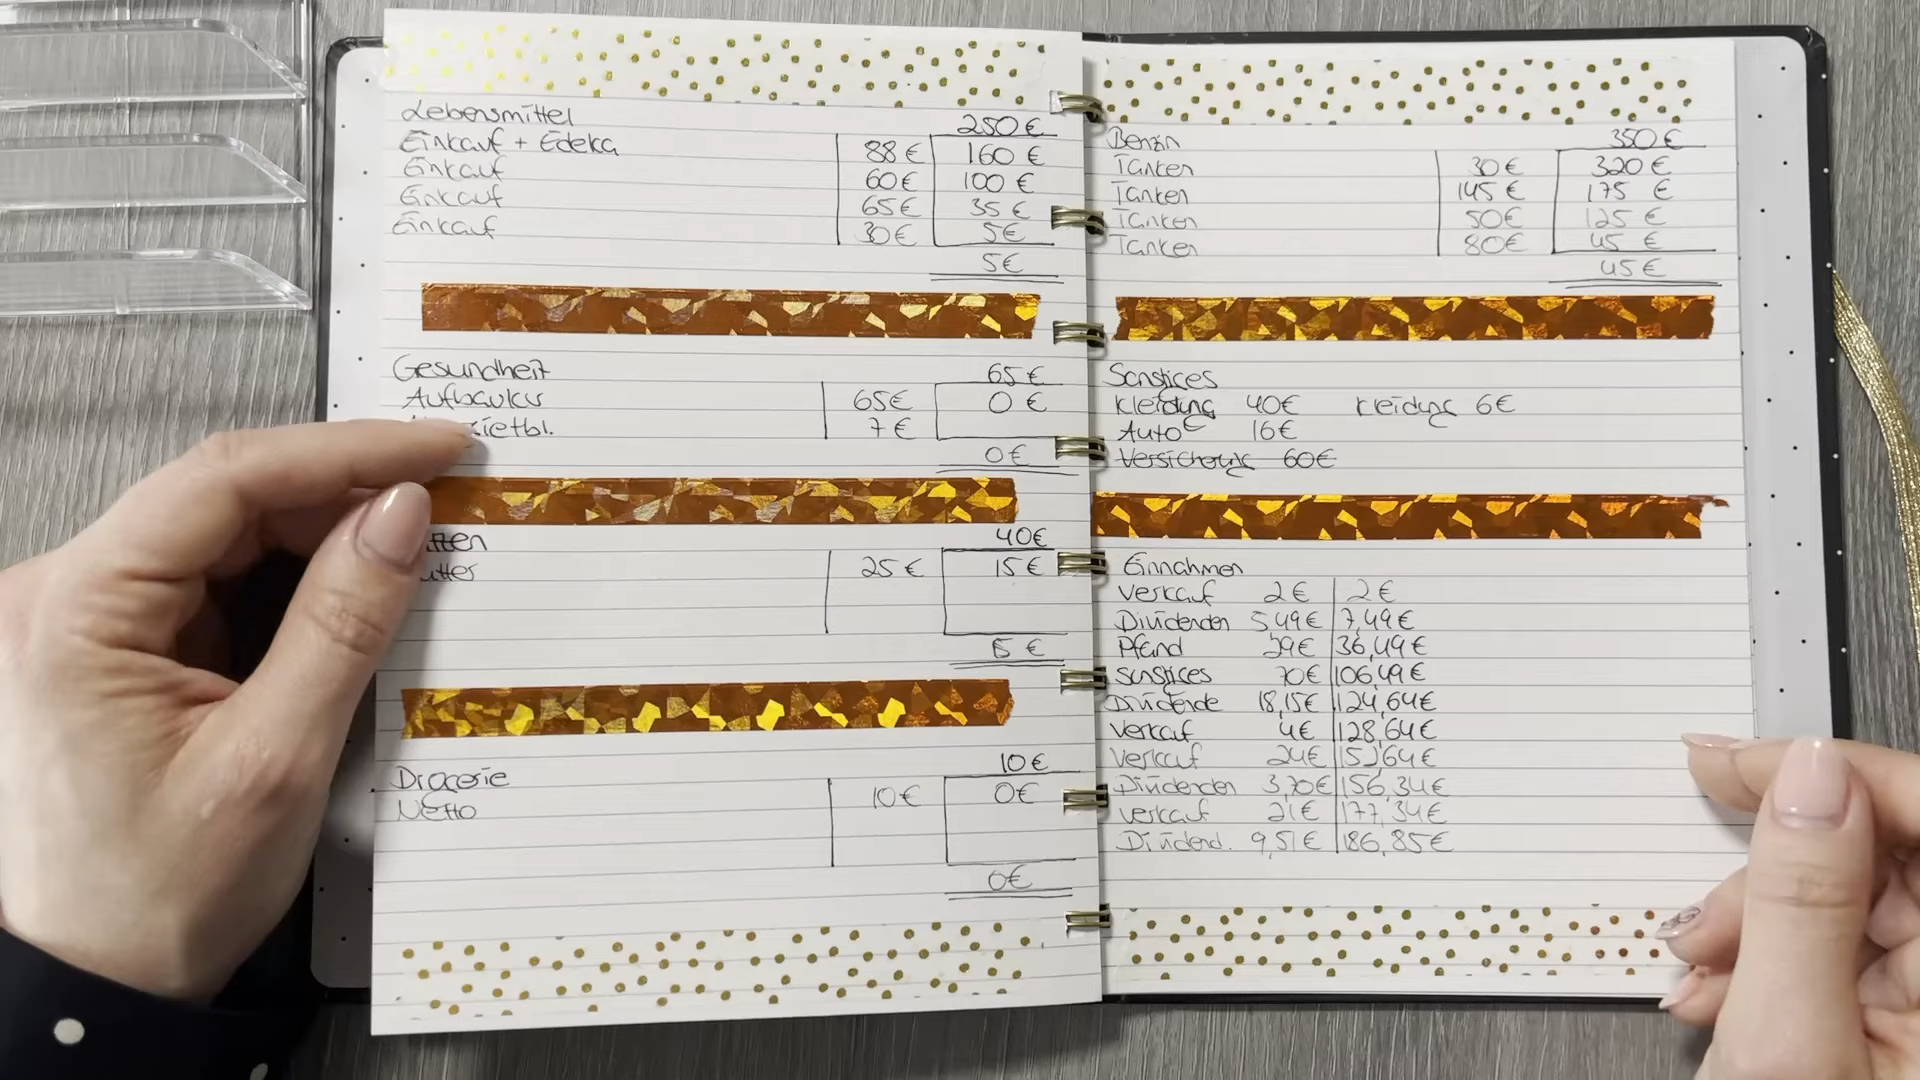 Lebensmittel 250 €
Einkauf + Edeka 88 € 160 €
Einkauf 60 € 100 €
Einkauf 65 € 35 €
Einkauf 30 € 5 €
5 €
Gesundheit 65 €
Aufbaukur 65 € 0 €
7 €
0 €
40 €
25 € 15 €
€
Drogerie 10 €
Netto 10 € 0 €
0 €
Benzin 350 €
Tanken 30 € 320 €
Tanken 145 € 175 €
Tanken 50 € 125 €
Tanken 80 € 45 €
45 €
Sonstiges
Kleidung 40 € Kleidung 6 €
Auto 16 €
Versicherung 60 €
Einnahmen
Verkauf 2 € 2 €
Dividenden 5,49 € 7,49 €
Pfand 29 € 36,49 €
Sonstiges 70 € 106,49 €
Dividende 18,15 € 124,64 €
Verkauf 4 € 128,64 €
Verkauf 24 € 152,64 €
Dividenden 3,70 € 156,34 €
Verkauf 21 € 177,34 €
Dividend. 9,51 € 186,85 €